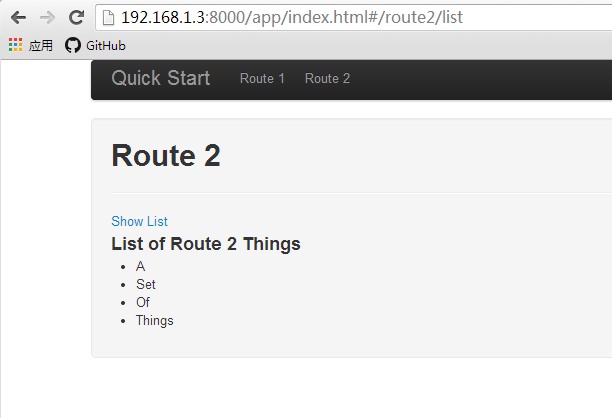 192.168.1.3:8000/app/index.html#/route2/list
应用 GitHub
Quick Start Route 1 Route 2
Route 2
Show List
List of Route 2 Things
A
Set
Of
Things